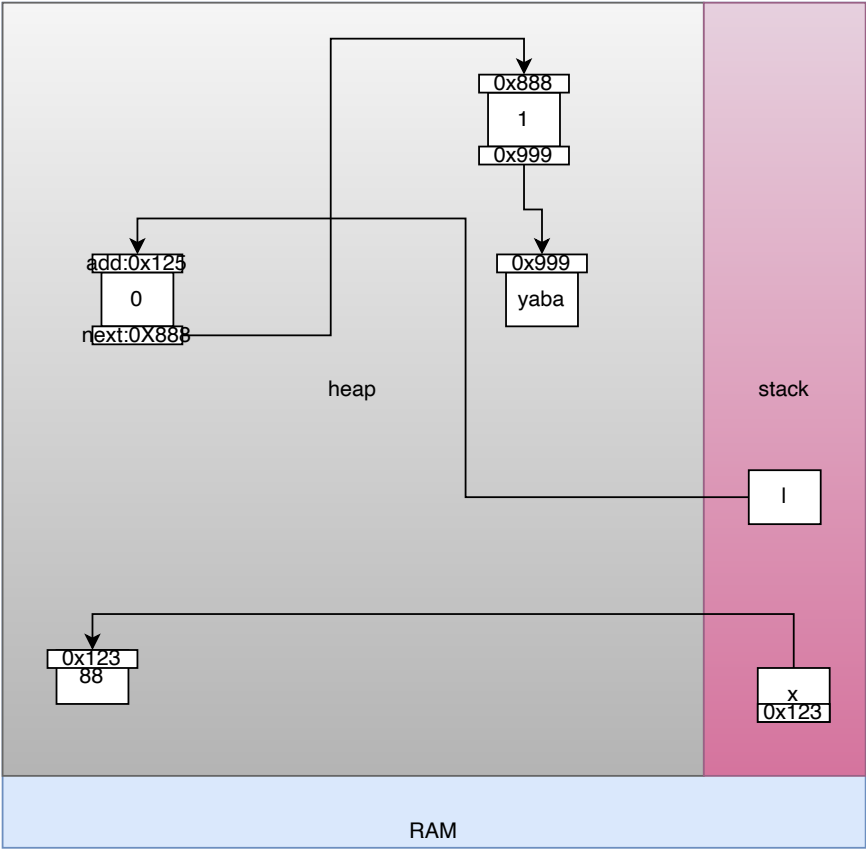 0x888
1
0x999
add:0x125
0
next:0X888
0x999
yaba
heap
stack
l
0x123
88
x
0x123
RAM